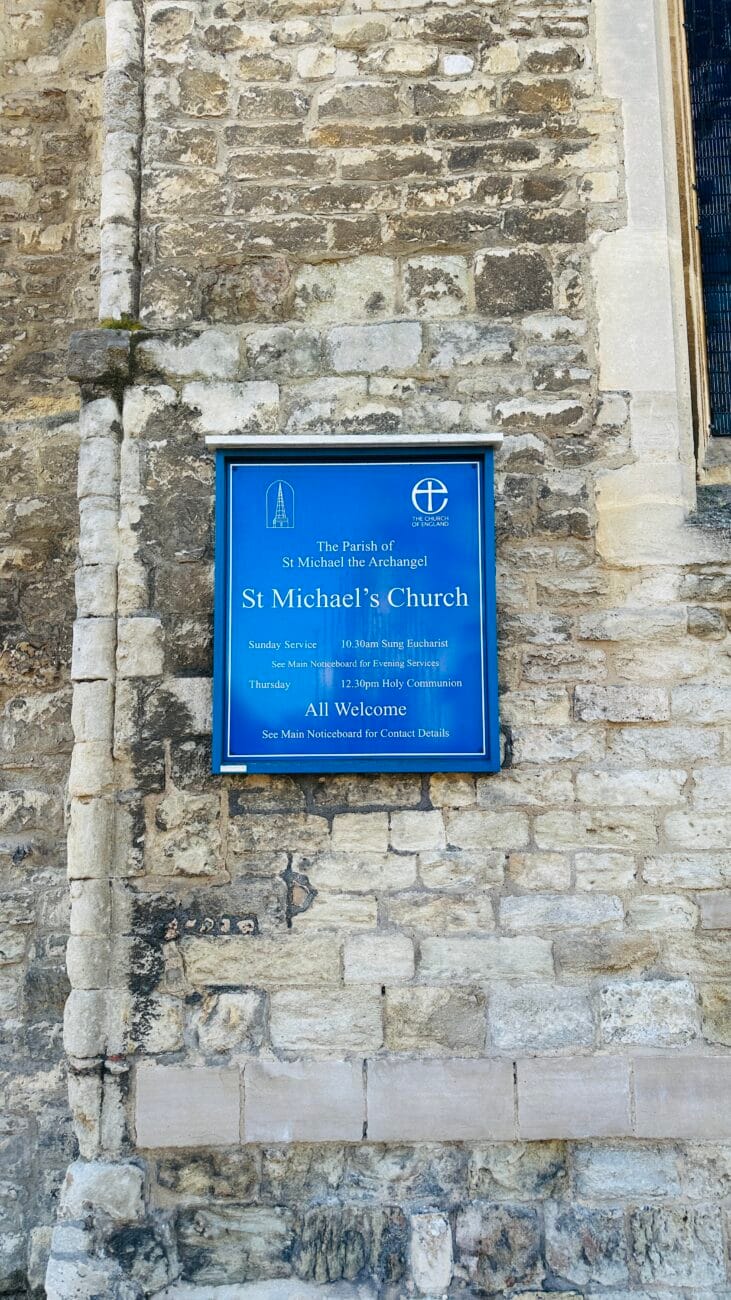 THE CHURCH
OF ENGLAND
The Parish of
St Michael the Archangel
St Michael's Church
Sunday Service 10.30am Sung Eucharist
See Main Noticeboard for Evening Services
Thursday 12.30pm Holy Communion
All Welcome
See Main Noticeboard for Contact Details